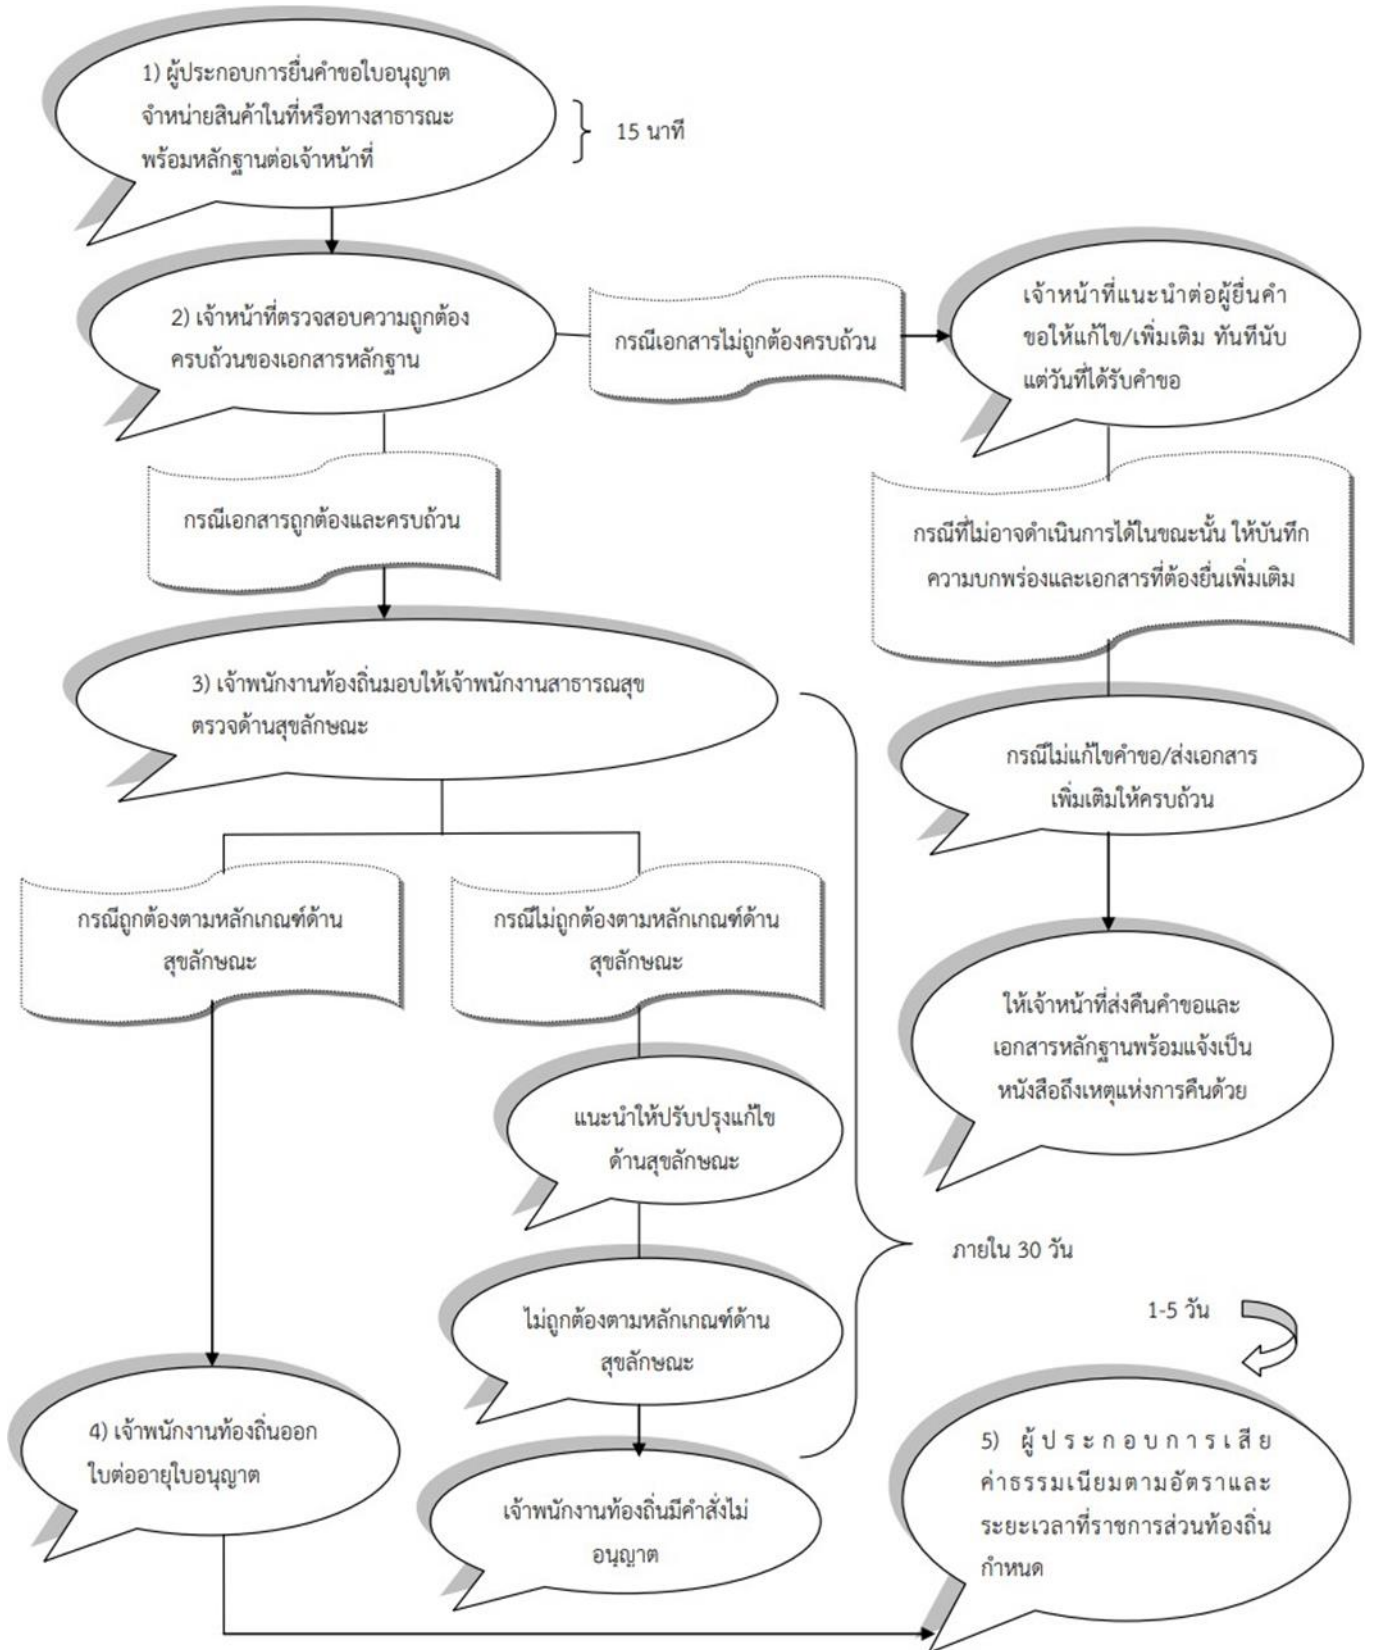 1) ผู้ประกอบการยื่นคำขอใบอนุญาต
จำหน่ายสินค้าในที่หรือทางสาธารณะ
พร้อมหลักฐานต่อเจ้าหน้าที่
15 นาที
2) เจ้าหน้าที่ตรวจสอบความถูกต้อง
ครบถ้วนของเอกสารหลักฐาน
กรณีเอกสารไม่ถูกต้องครบถ้วน
เจ้าหน้าที่แนะนำต่อผู้ยื่นคำ
ขอให้แก้ไข/เพิ่มเติม ทันทีนับ
แต่วันที่ได้รับคำขอ
กรณีเอกสารถูกต้องและครบถ้วน
กรณีที่ไม่อาจดำเนินการได้ในขณะนั้น ให้บันทึก
ความบกพร่องและเอกสารที่ต้องยื่นเพิ่มเติม
3) เจ้าพนักงานท้องถิ่นมอบให้เจ้าพนักงานสาธารณสุข
ตรวจด้านสุขลักษณะ
กรณีไม่แก้ไขคำขอ/ส่งเอกสาร
เพิ่มเติมให้ครบถ้วน
กรณีถูกต้องตามหลักเกณฑ์ด้าน
สุขลักษณะ
กรณีไม่ถูกต้องตามหลักเกณฑ์ด้าน
สุขลักษณะ
ให้เจ้าหน้าที่ส่งคืนคำขอและ
เอกสารหลักฐานพร้อมแจ้งเป็น
หนังสือถึงเหตุแห่งการคืนด้วย
แนะนำให้ปรับปรุงแก้ไข
ด้านสุขลักษณะ
ภายใน 30 วัน
ไม่ถูกต้องตามหลักเกณฑ์ด้าน
สุขลักษณะ
1-5 วัน
4) เจ้าพนักงานท้องถิ่นออก
ใบต่ออายุใบอนุญาต
เจ้าพนักงานท้องถิ่นมีคำสั่งไม่
อนุญาต
5) ผู้ประกอบการเสีย
ค่าธรรมเนียมตามอัตราและ
ระยะเวลาที่ราชการส่วนท้องถิ่น
กำหนด